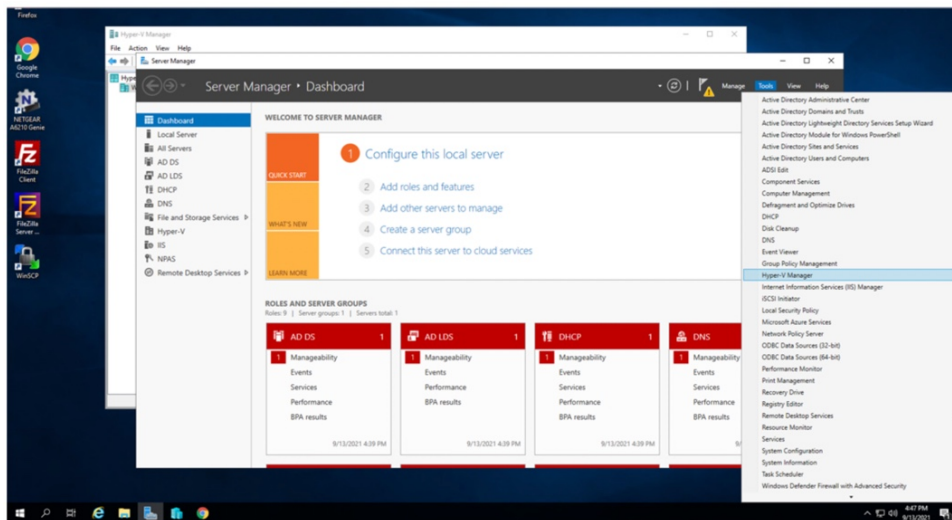 Firefox
Google
Chrome
NETGEAR
A6210 Genie
FileZilla
Client
FileZilla
Server ...
WinSCP
Hyper-V Manager
File Action View Help
Server Manager
Server Manager • Dashboard
Manage Tools View Help
Dashboard
Local Server
All Servers
AD DS
AD LDS
DHCP
DNS
File and Storage Services
Hyper-V
IIS
NPAS
Remote Desktop Services
WELCOME TO SERVER MANAGER
QUICK START
WHAT'S NEW
LEARN MORE
1 Configure this local server
2 Add roles and features
3 Add other servers to manage
4 Create a server group
5 Connect this server to cloud services
ROLES AND SERVER GROUPS
Roles: 9 | Server groups: 1 | Servers total: 1
AD DS 1
1 Manageability
Events
Services
Performance
BPA results
9/13/2021 4:39 PM
AD LDS 1
1 Manageability
Events
Performance
BPA results
9/13/2021 4:39 PM
DHCP 1
1 Manageability
Events
Services
Performance
BPA results
9/13/2021 4:39 PM
DNS
1 Manageability
Events
Services
Performance
BPA results
Active Directory Administrative Center
Active Directory Domains and Trusts
Active Directory Lightweight Directory Services Setup Wizard
Active Directory Module for Windows PowerShell
Active Directory Sites and Services
Active Directory Users and Computers
ADSI Edit
Component Services
Computer Management
Defragment and Optimize Drives
DHCP
Disk Cleanup
DNS
Event Viewer
Group Policy Management
Hyper-V Manager
Internet Information Services (IIS) Manager
iSCSI Initiator
Local Security Policy
Microsoft Azure Services
Network Policy Server
ODBC Data Sources (32-bit)
ODBC Data Sources (64-bit)
Performance Monitor
Print Management
Recovery Drive
Registry Editor
Remote Desktop Services
Resource Monitor
Services
System Configuration
System Information
Task Scheduler
Windows Defender Firewall with Advanced Security
4:47 PM
9/13/2021